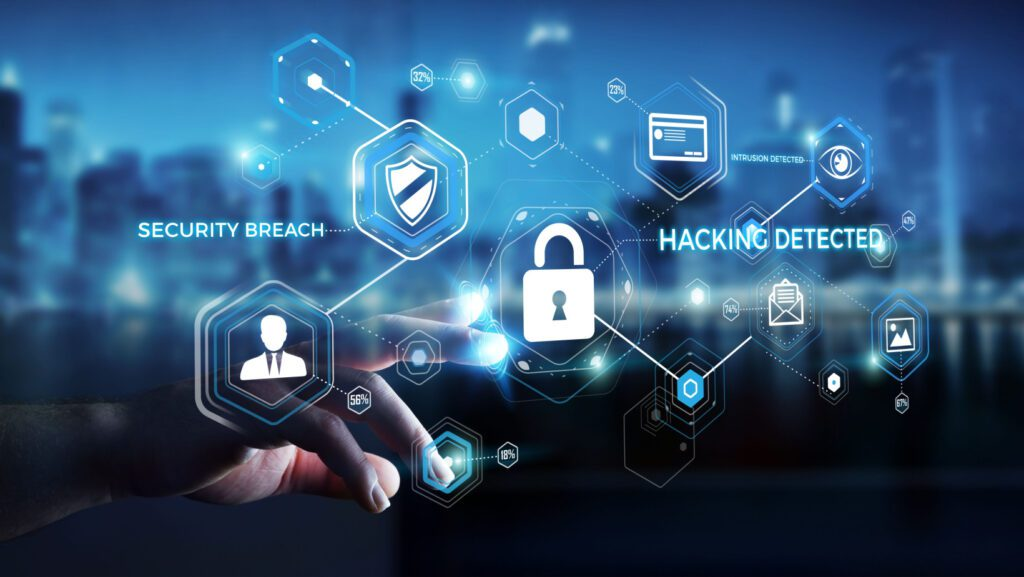 32%
23%
INTRUSION DETECTED
47%
SECURITY BREACH
HACKING DETECTED
74%
56%
67%
18%